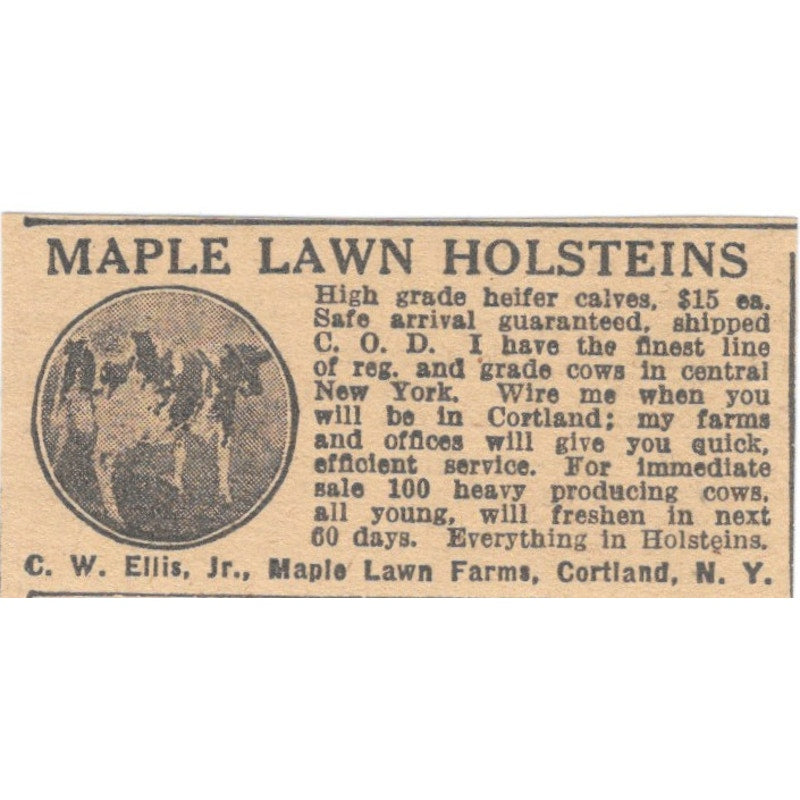 MAPLE LAWN HOLSTEINS
High grade heifer calves, $15 ea.
Safe arrival guaranteed, shipped
C. O. D. I have the finest line
of reg. and grade cows in central
New York. Wire me when you
will be in Cortland; my farms
and offices will give you quick,
efficient service. For immediate
sale 100 heavy producing cows,
all young, will freshen in next
60 days. Everything in Holsteins.
C. W. Ellis, Jr., Maple Lawn Farms, Cortland, N. Y.